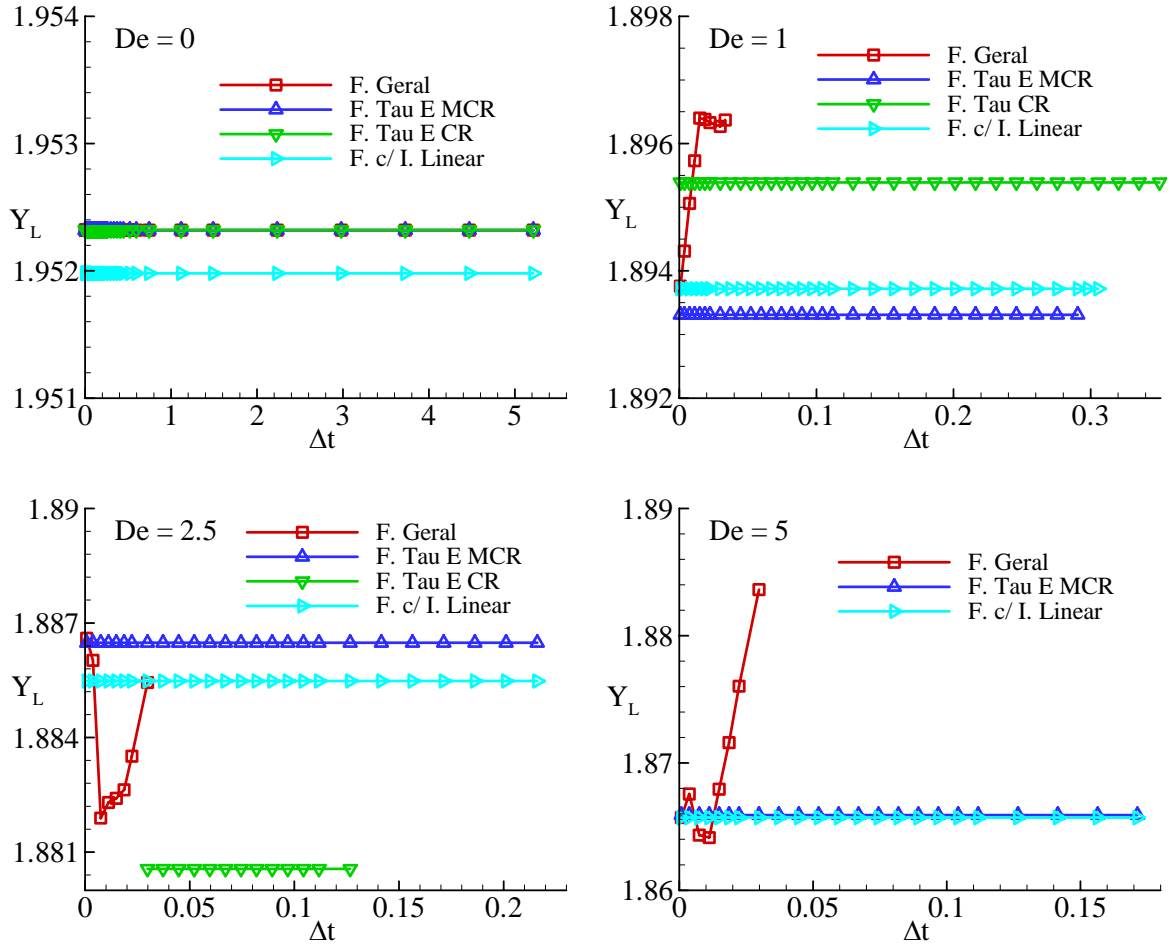 De = 0
F. Geral
F. Tau E MCR
F. Tau E CR
F. c/ I. Linear
1.954
1.953
1.952
1.951
Y_L
0 1 2 3 4 5
Δt
De = 1
F. Geral
F. Tau E MCR
F. Tau CR
F. c/ I. Linear
1.898
1.896
1.894
1.892
Y_L
0 0.1 0.2 0.3
Δt
De = 2.5
F. Geral
F. Tau E MCR
F. Tau E CR
F. c/ I. Linear
1.89
1.887
1.884
1.881
Y_L
0 0.05 0.1 0.15 0.2
Δt
De = 5
F. Geral
F. Tau E MCR
F. c/ I. Linear
1.89
1.88
1.87
1.86
Y_L
0 0.05 0.1 0.15
Δt